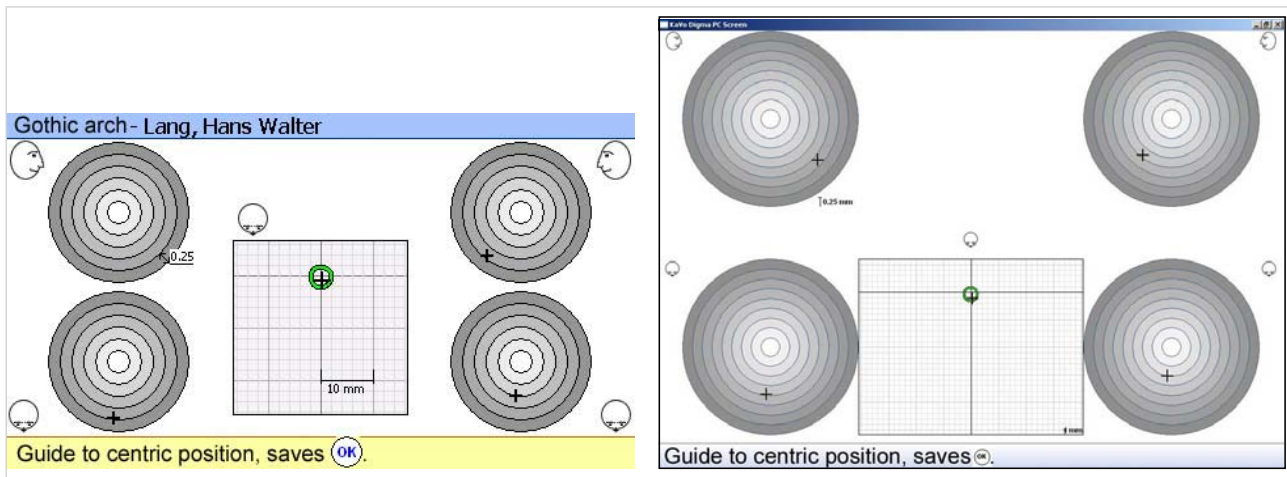 Gothic arch - Lang, Hans Walter
0.25
10 mm
Guide to centric position, saves OK.
KaVo Digma PC Screen
0.25 mm
1 mm
Guide to centric position, saves OK.